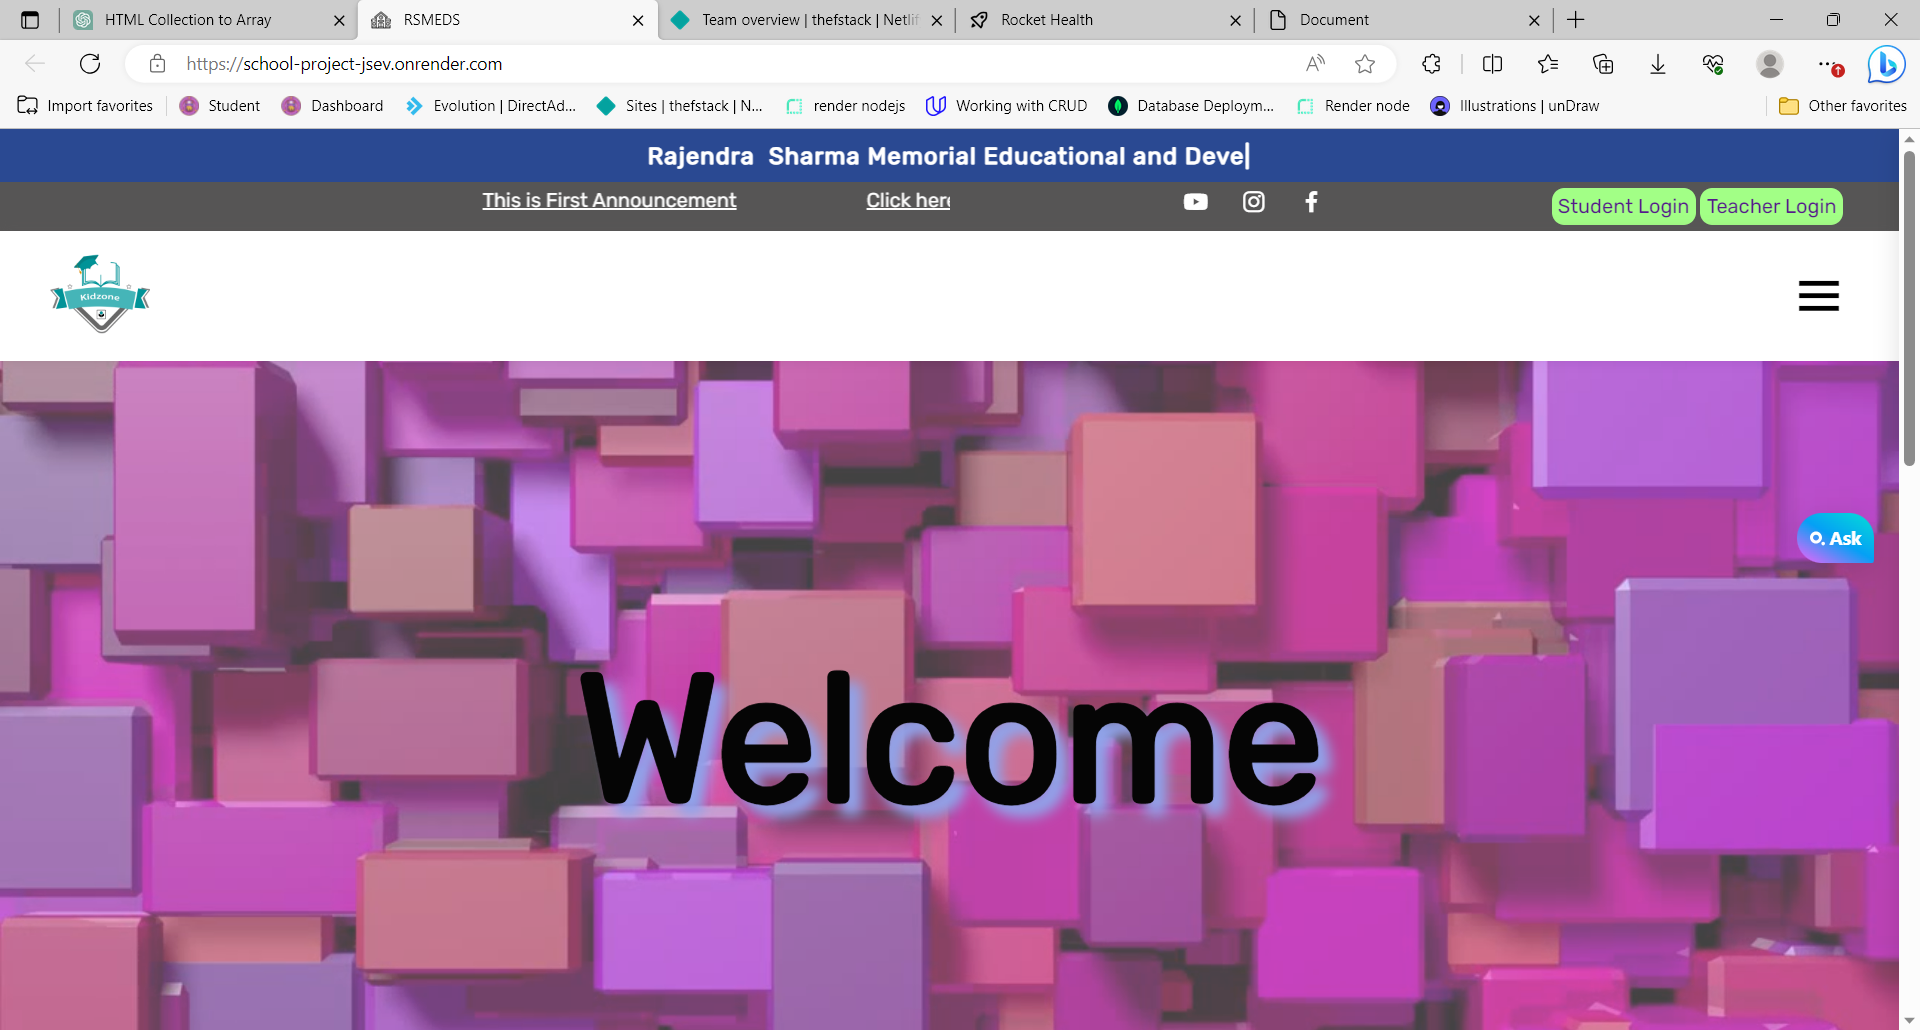 HTML Collection to Array
RSMEDS
Team overview | thefstack | Netlif
Rocket Health
Document
https://school-project-jsev.onrender.com
Import favorites
Student
Dashboard
Evolution | DirectAd...
Sites | thefstack | N...
render nodejs
Working with CRUD
Database Deploym...
Render node
Illustrations | unDraw
Other favorites
Rajendra Sharma Memorial Educational and Deve|
This is First Announcement
Click here
Student Login
Teacher Login
Kidzone
Ask
Welcome